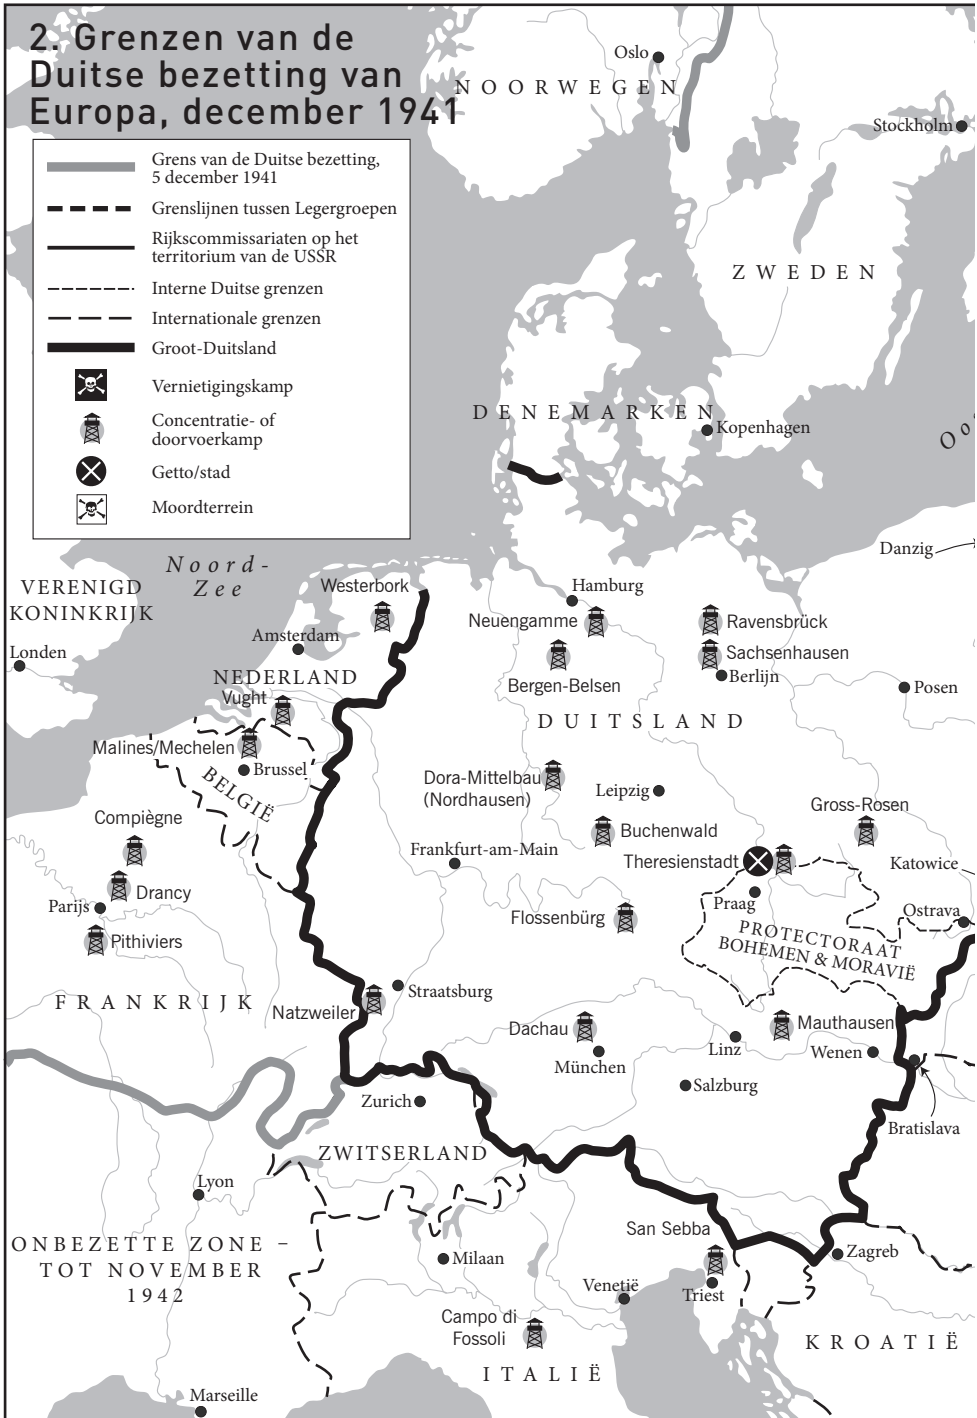 2. Grenzen van de
Duitse bezetting van
Europa, december 1941
Grens van de Duitse bezetting,
5 december 1941
Grenslijnen tussen Legergroepen
Rijkscommissariaten op het
territorium van de USSR
Interne Duitse grenzen
Internationale grenzen
Groot-Duitsland
Vernietigingskamp
Concentratie- of
doorvoerkamp
Getto/stad
Moordterrein
Oslo
NOORWEGEN
Stockholm
ZWEDEN
DENEMARKEN
Kopenhagen
Oos
Danzig
Noord-
Zee
VERENIGD
KONINKRIJK
Londen
Westerbork
Amsterdam
NEDERLAND
Vught
Malines/Mechelen
Brussel
BELGIË
Hamburg
Neuengamme
Bergen-Belsen
Ravensbrück
Sachsenhausen
Berlijn
Posen
DUITSLAND
Dora-Mittelbau
(Nordhausen)
Leipzig
Buchenwald
Gross-Rosen
Compiègne
Drancy
Parijs
Pithiviers
Frankfurt-am-Main
Theresienstadt
Katowice
Praag
Ostrava
Flossenbürg
PROTECTORAAT
BOHEMEN & MORAVIË
FRANKRIJK
Natzweiler
Straatsburg
Dachau
München
Linz
Mauthausen
Wenen
Salzburg
Bratislava
Zurich
ZWITSERLAND
Lyon
ONBEZETTE ZONE –
TOT NOVEMBER
1942
Milaan
San Sebba
Zagreb
Venetië
Triest
Campo di
Fossoli
KROATIË
ITALIË
Marseille